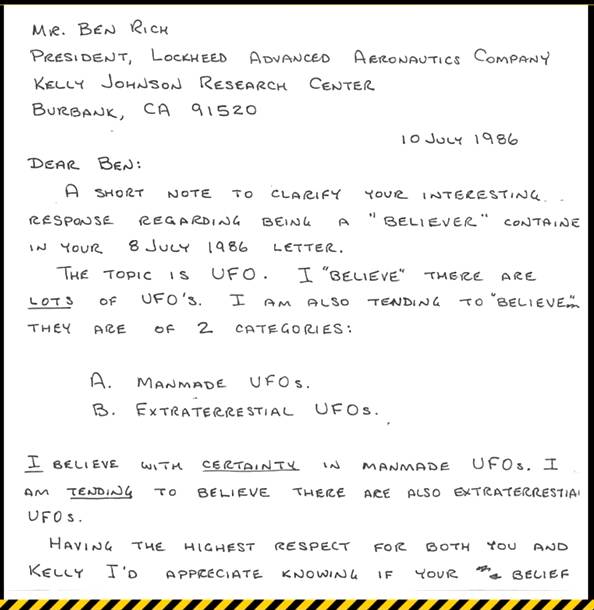 MR. BEN RICH
PRESIDENT, LOCKHEED ADVANCED AERONAUTICS COMPANY
KELLY JOHNSON RESEARCH CENTER
BURBANK, CA 91520
10 JULY 1986
DEAR BEN:
A SHORT NOTE TO CLARIFY YOUR INTERESTING
RESPONSE REGARDING BEING A "BELIEVER" CONTAINE
IN YOUR 8 JULY 1986 LETTER.
THE TOPIC IS UFO. I "BELIEVE" THERE ARE
LOTS OF UFO'S. I AM ALSO TENDING TO "BELIEVE"
THEY ARE OF 2 CATEGORIES:
A. MANMADE UFOs.
B. EXTRATERRESTIAL UFOs.
I BELIEVE WITH CERTAINTY IN MANMADE UFOs. I
AM TENDING TO BELIEVE THERE ARE ALSO EXTRATERRESTIA
UFOs.
HAVING THE HIGHEST RESPECT FOR BOTH YOU AND
KELLY I'D APPRECIATE KNOWING IF YOUR BELIEF